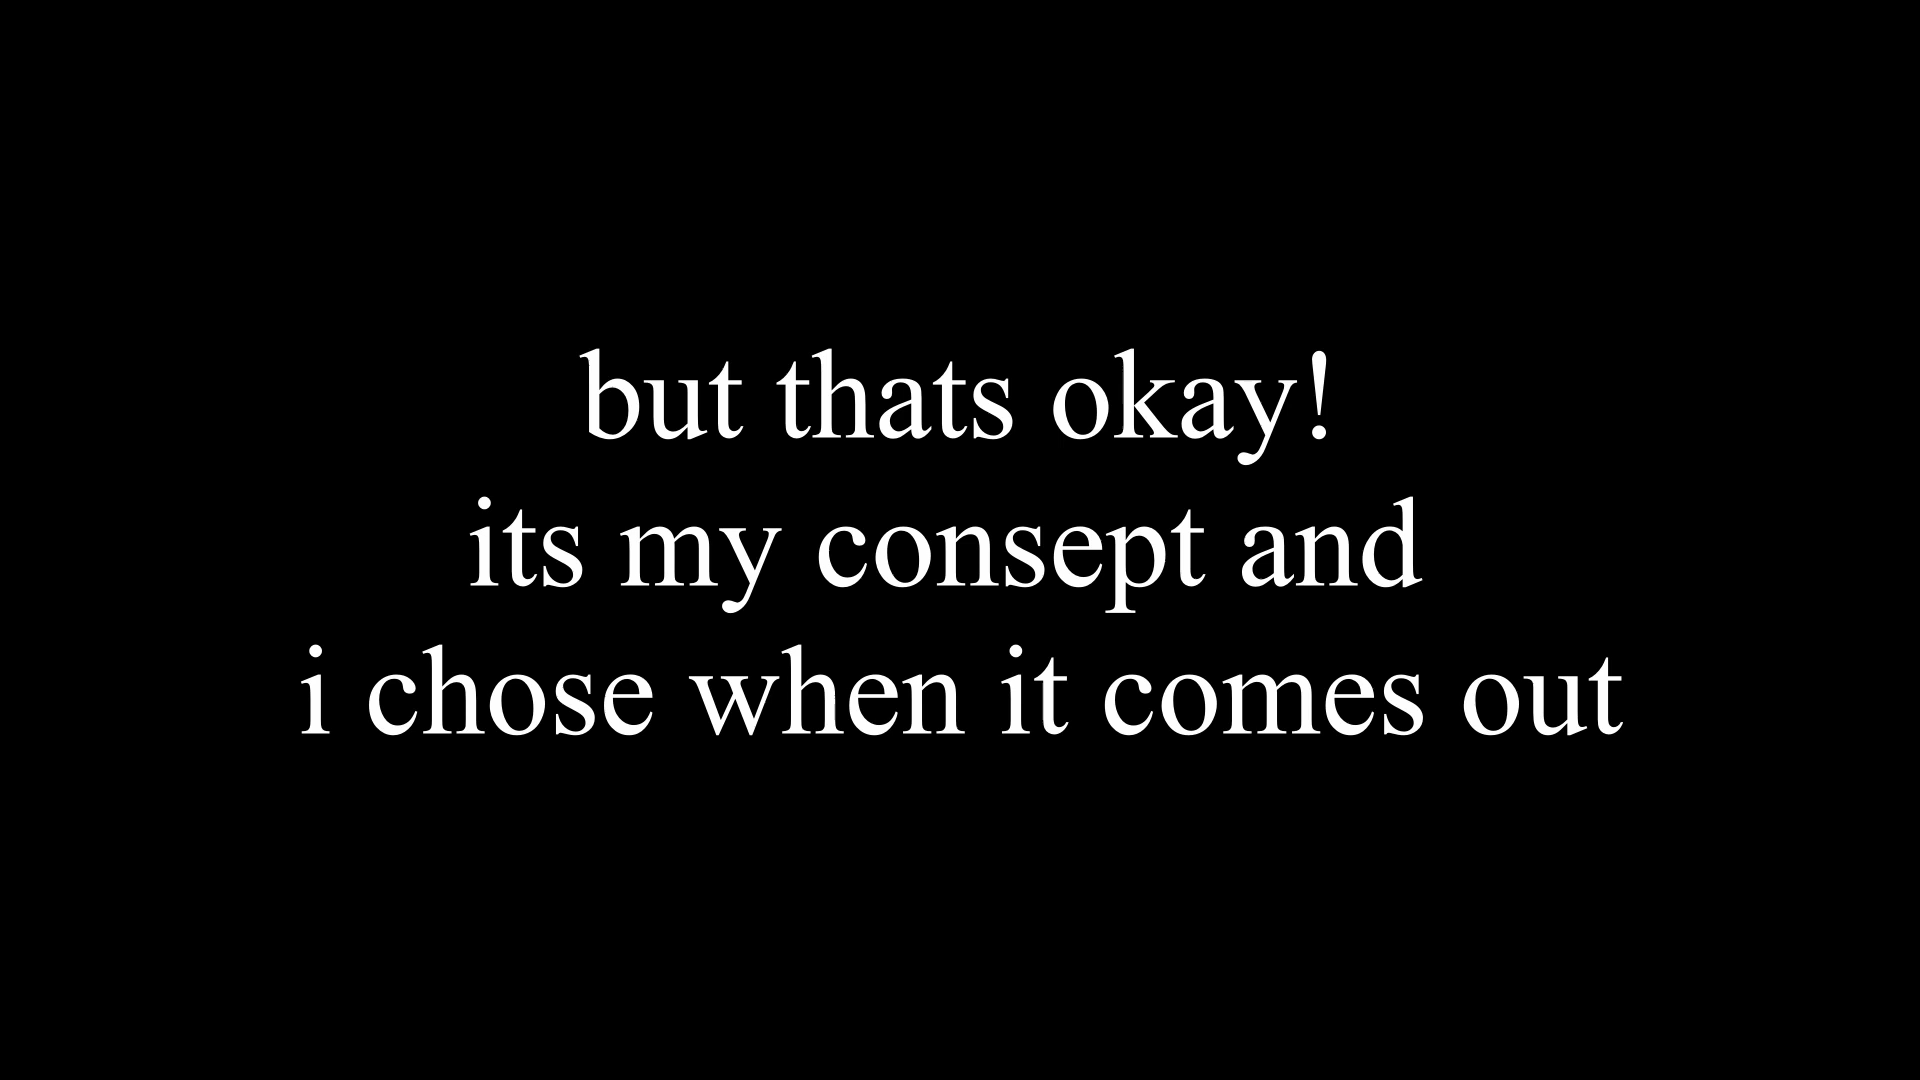 but thats okay!
its my consept and
i chose when it comes out